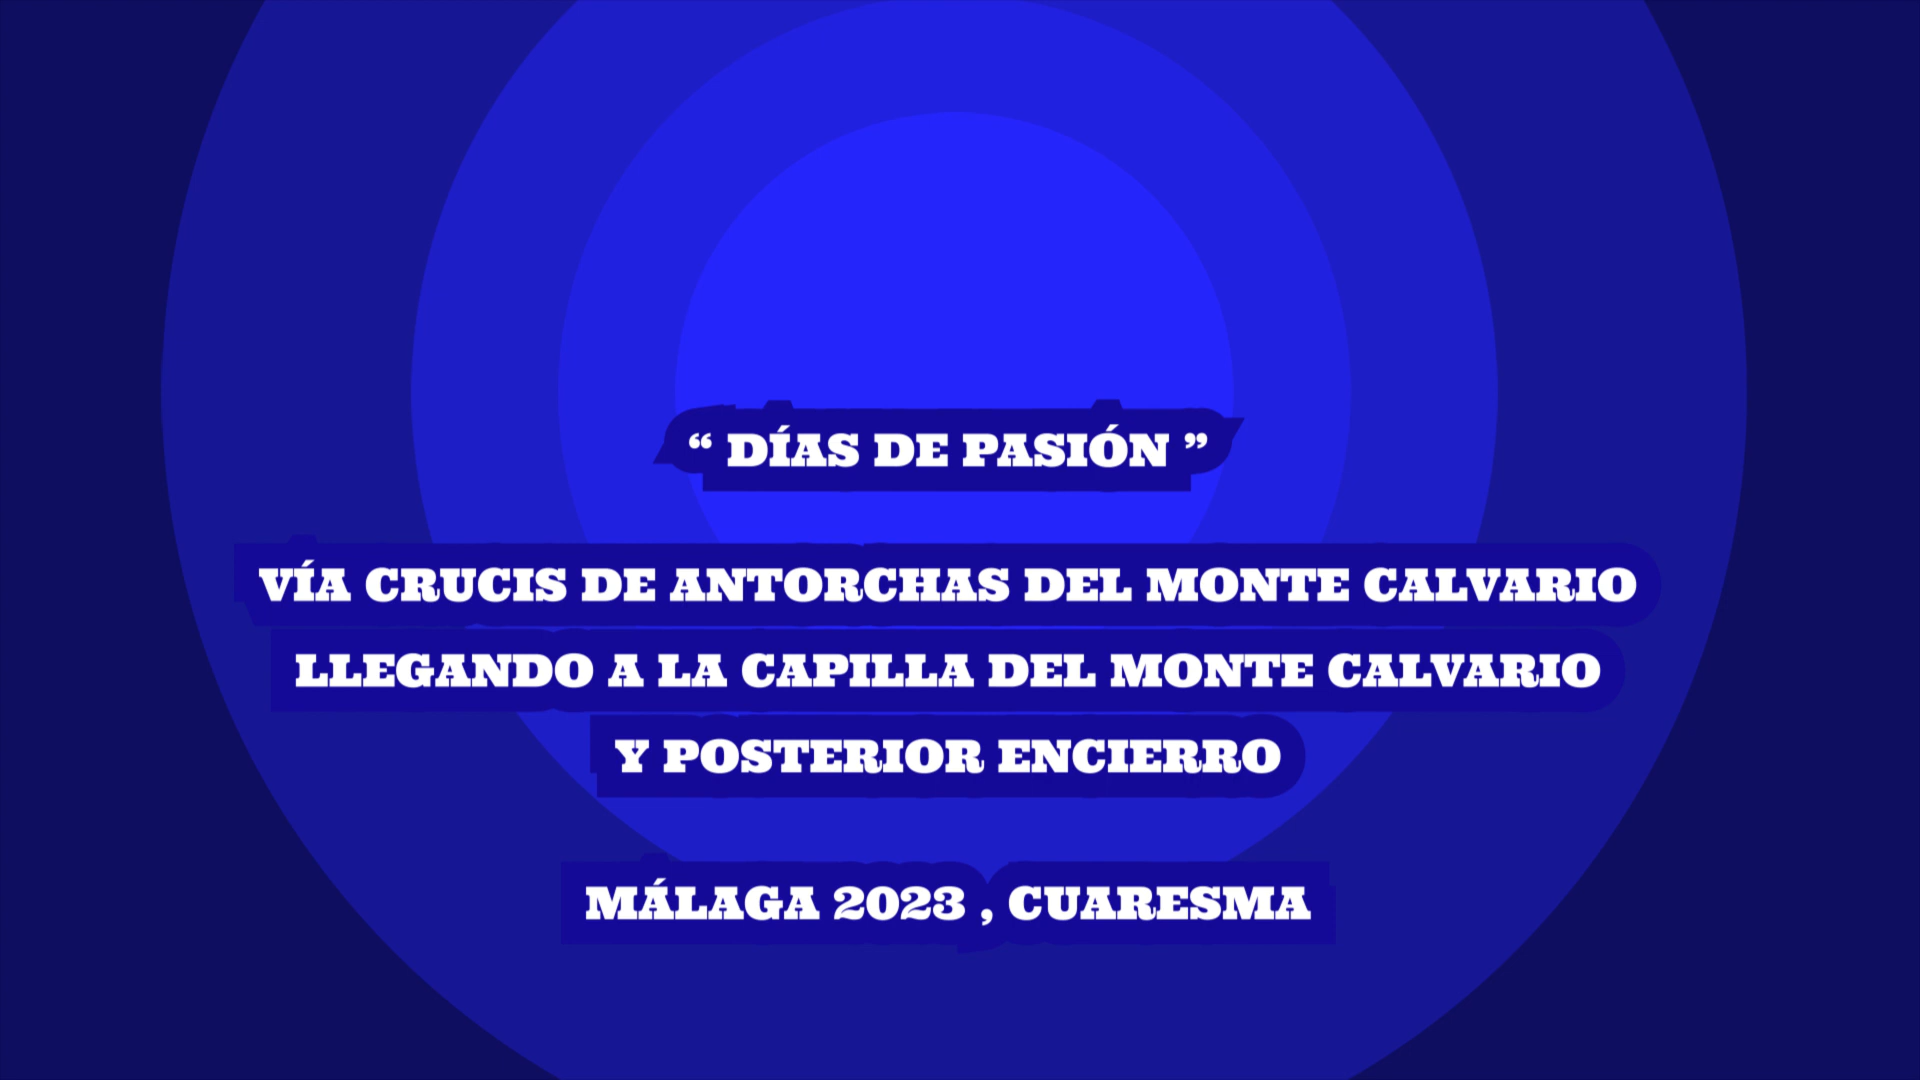 “ DÍAS DE PASIÓN ”
VÍA CRUCIS DE ANTORCHAS DEL MONTE CALVARIO
LLEGANDO A LA CAPILLA DEL MONTE CALVARIO
Y POSTERIOR ENCIERRO
MÁLAGA 2023 , CUARESMA